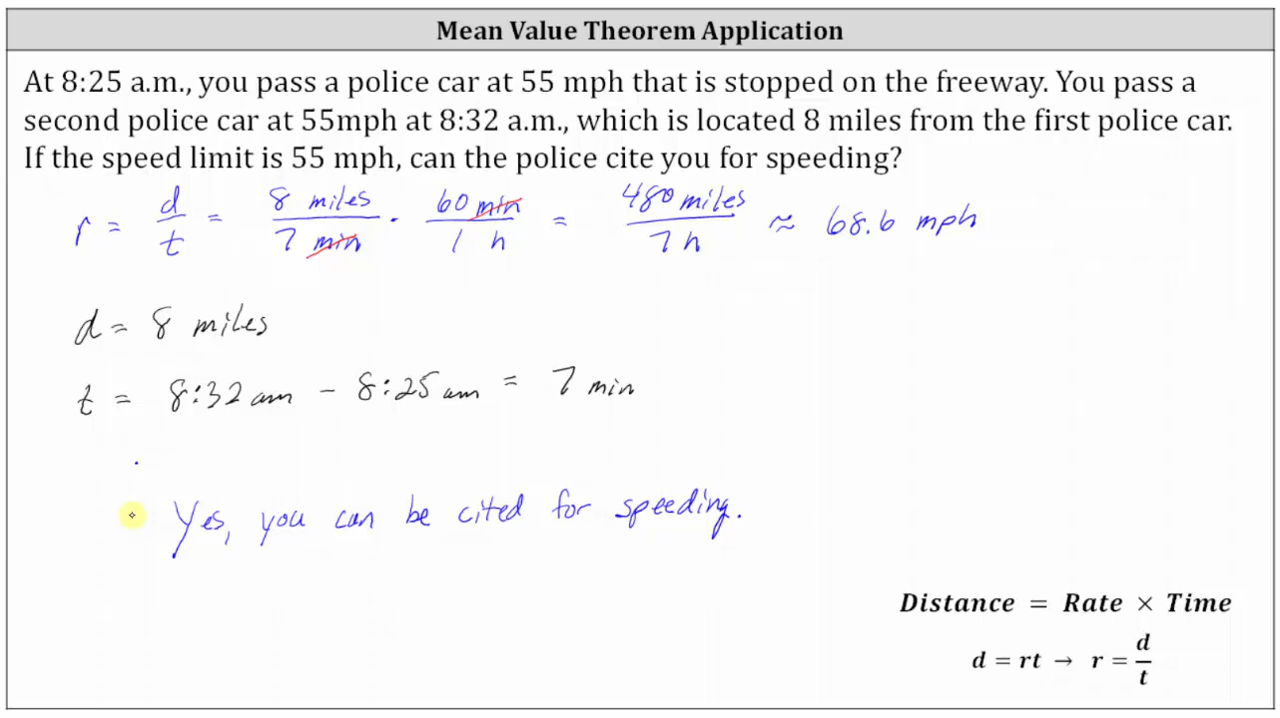 Mean Value Theorem Application
At 8:25 a.m., you pass a police car at 55 mph that is stopped on the freeway. You pass a
second police car at 55mph at 8:32 a.m., which is located 8 miles from the first police car.
If the speed limit is 55 mph, can the police cite you for speeding?
r = d/t = 8 miles/7 min · 60 min/1 h = 480 miles/7 h ≈ 68.6 mph
d = 8 miles
t = 8:32 am − 8:25 am = 7 min
Yes, you can be cited for speeding.
Distance = Rate × Time
d = rt → r = d/t